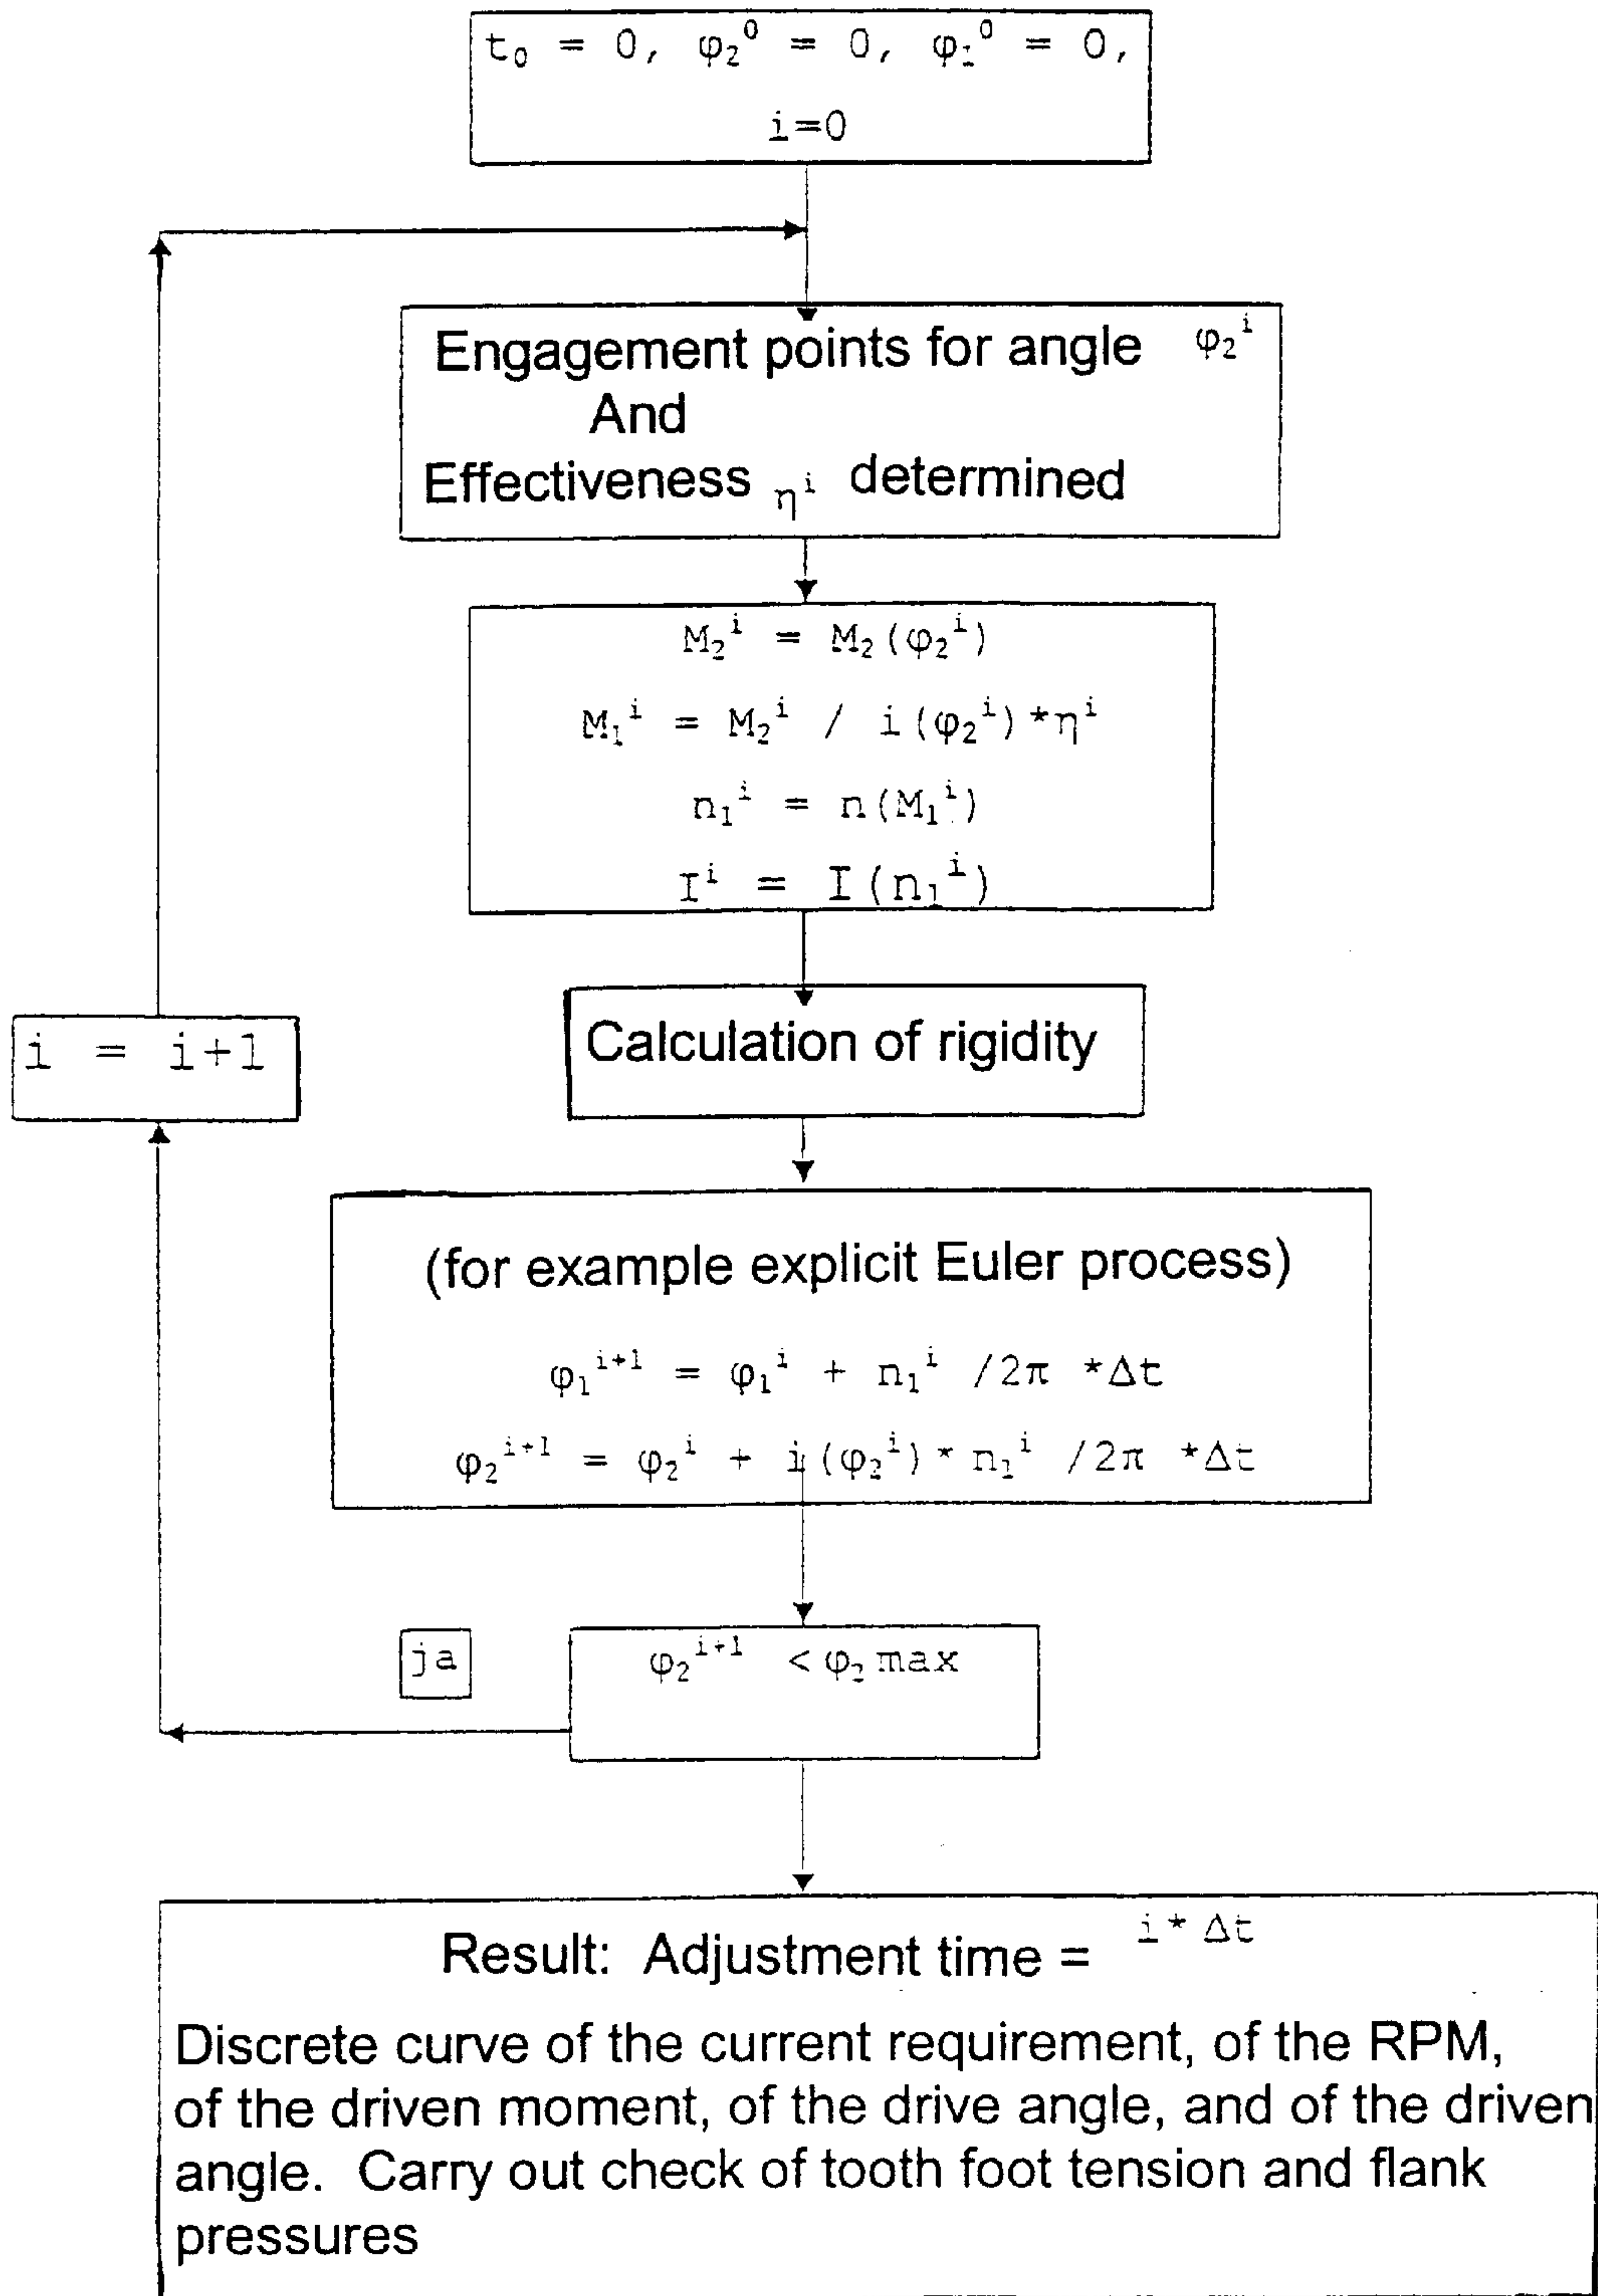 t₀ = 0, φ₂⁰ = 0, φ₁⁰ = 0,
i=0
Engagement points for angle φ₂ⁱ
And
Effectiveness ηⁱ determined
M₂ⁱ = M₂(φ₂ⁱ)
M₁ⁱ = M₂ⁱ / i(φ₂ⁱ)*ηⁱ
n₁ⁱ = n(M₁ⁱ)
Iⁱ = I(n₁ⁱ)
Calculation of rigidity
i = i+1
(for example explicit Euler process)
φ₁ⁱ⁺¹ = φ₁ⁱ + n₁ⁱ /2π *Δt
φ₂ⁱ⁺¹ = φ₂ⁱ + i(φ₂ⁱ)* n₁ⁱ /2π *Δt
ja
φ₂ⁱ⁺¹ < φ₂max
Result: Adjustment time = i* Δt
Discrete curve of the current requirement, of the RPM,
of the driven moment, of the drive angle, and of the driven
angle. Carry out check of tooth foot tension and flank
pressures